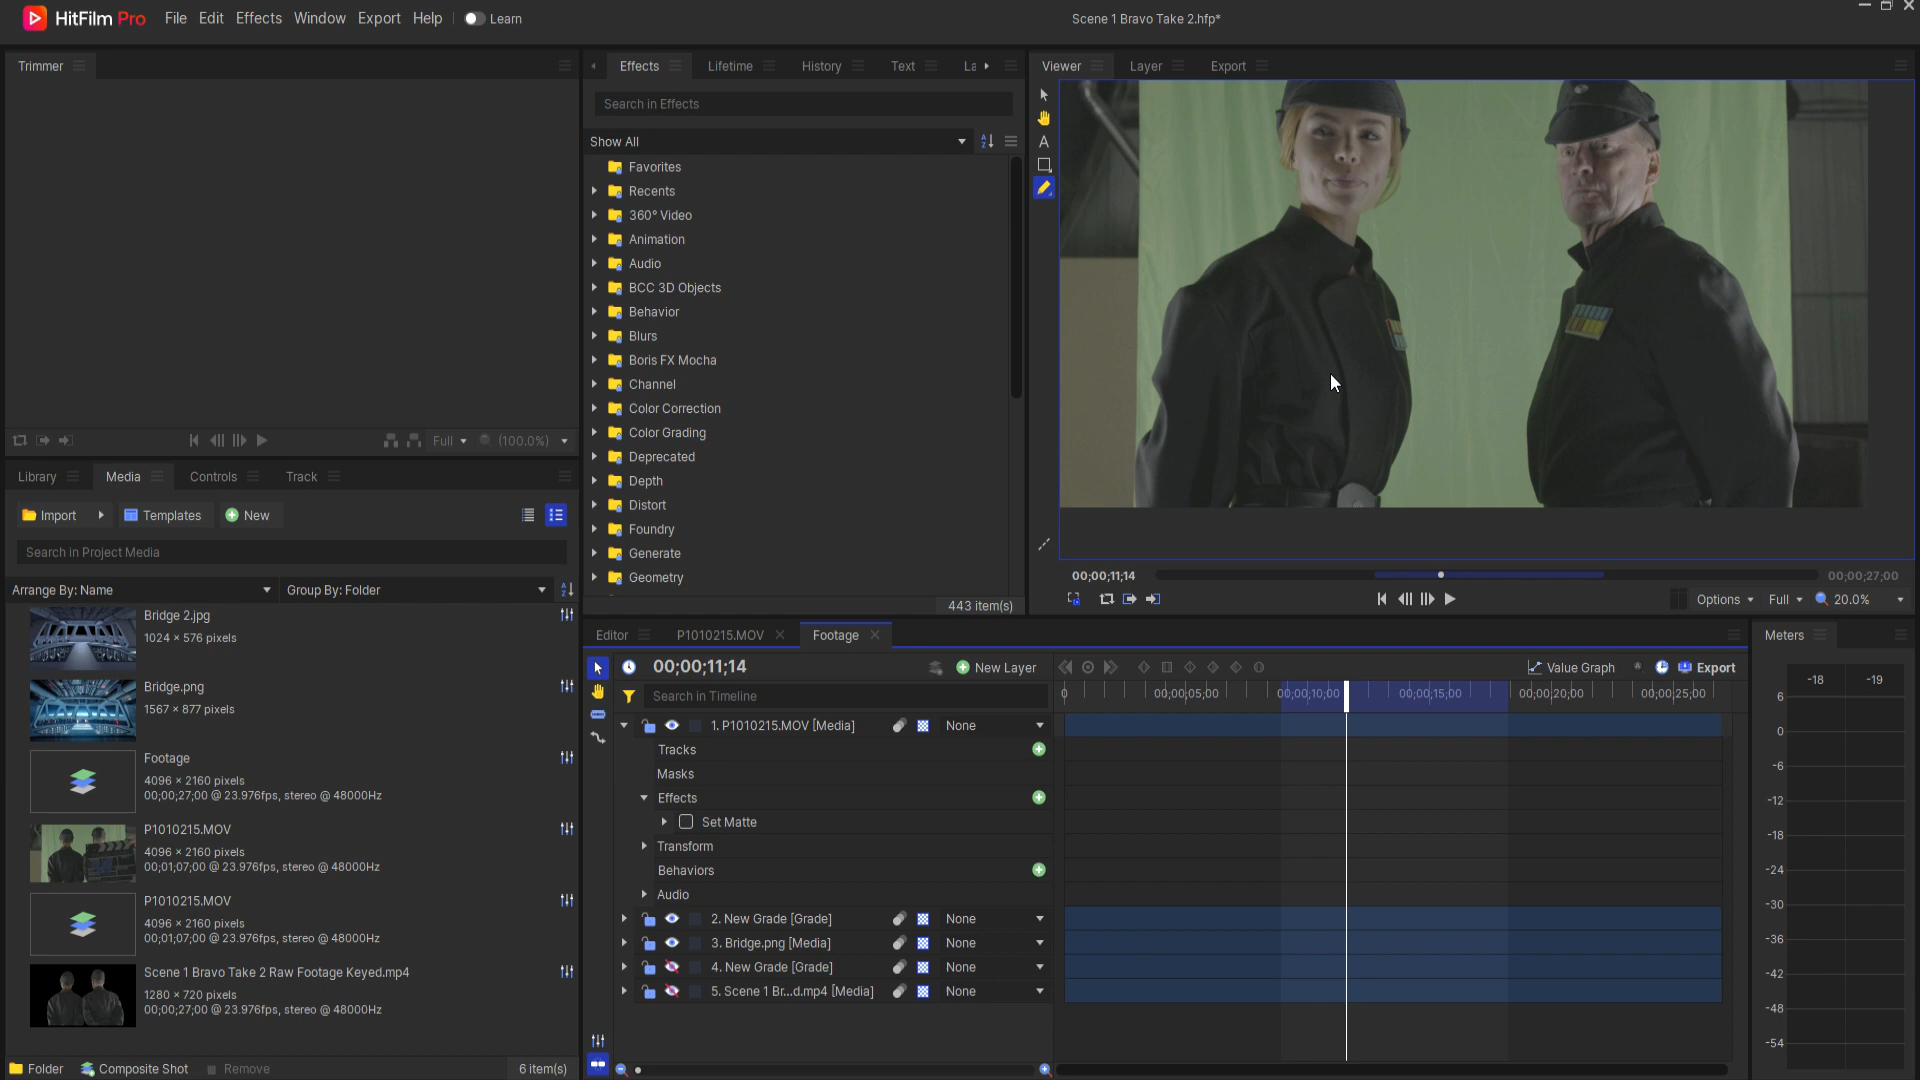 HitFilm Pro File Edit Effects Window Export Help Learn Scene 1 Bravo Take 2.hfp*
Trimmer
Full (100.0%)
Library Media Controls Track
Import Templates New
Search in Project Media
Arrange By: Name Group By: Folder
Bridge 2.jpg
1024 × 576 pixels
Bridge.png
1567 × 877 pixels
Footage
4096 × 2160 pixels
00;00;27;00 @ 23.976fps, stereo @ 48000Hz
P1010215.MOV
4096 × 2160 pixels
00;01;07;00 @ 23.976fps, stereo @ 48000Hz
P1010215.MOV
4096 × 2160 pixels
00;01;07;00 @ 23.976fps, stereo @ 48000Hz
Scene 1 Bravo Take 2 Raw Footage Keyed.mp4
1280 × 720 pixels
00;00;27;00 @ 23.976fps, stereo @ 48000Hz
Folder Composite Shot Remove 6 item(s)
Effects Lifetime History Text La
Search in Effects
Show All
Favorites
Recents
360° Video
Animation
Audio
BCC 3D Objects
Behavior
Blurs
Boris FX Mocha
Channel
Color Correction
Color Grading
Deprecated
Depth
Distort
Foundry
Generate
Geometry
443 item(s)
Viewer Layer Export
A
00;00;11;14 00;00;27;00
Options Full 20.0%
Editor P1010215.MOV Footage
00;00;11;14 New Layer Value Graph Export
Search in Timeline
0 00;00;05;00 00;00;10;00 00;00;15;00 00;00;20;00 00;00;25;00
1. P1010215.MOV [Media] None
Tracks
Masks
Effects
Set Matte
Transform
Behaviors
Audio
2. New Grade [Grade] None
3. Bridge.png [Media] None
4. New Grade [Grade] None
5. Scene 1 Br...d.mp4 [Media] None
Meters
-18 -19
6
0
-6
-12
-18
-24
-30
-36
-42
-48
-54